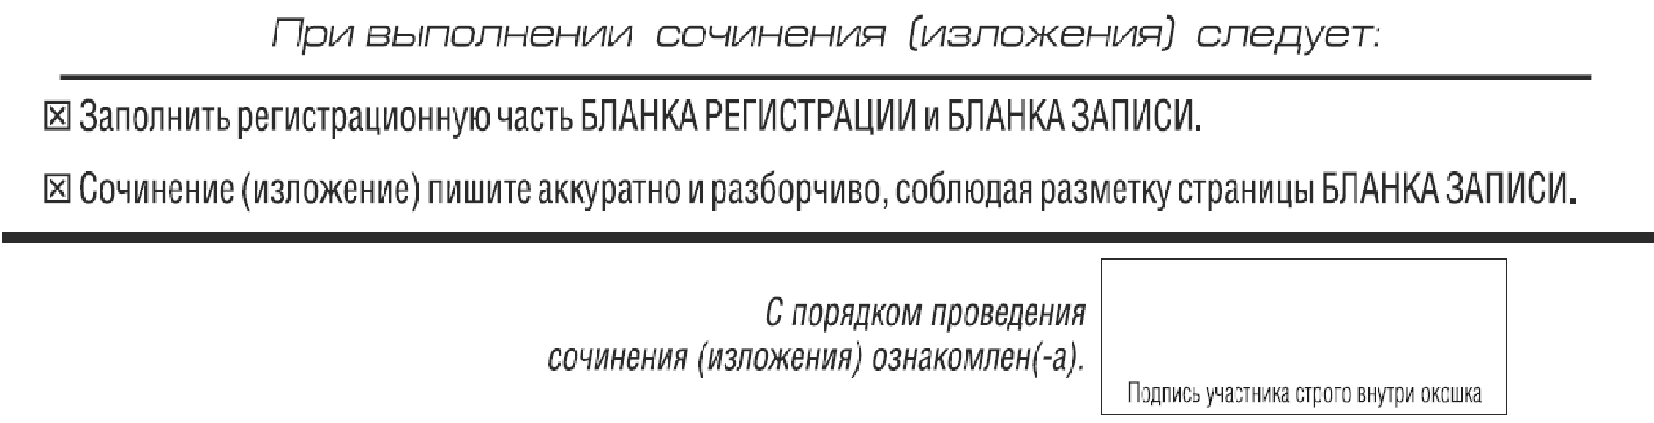 При выполнении сочинения (изложения) следует:
☒ Заполнить регистрационную часть БЛАНКА РЕГИСТРАЦИИ и БЛАНКА ЗАПИСИ.
☒ Сочинение (изложение) пишите аккуратно и разборчиво, соблюдая разметку страницы БЛАНКА ЗАПИСИ.
С порядком проведения
сочинения (изложения) ознакомлен(-а).
Подпись участника строго внутри окошка